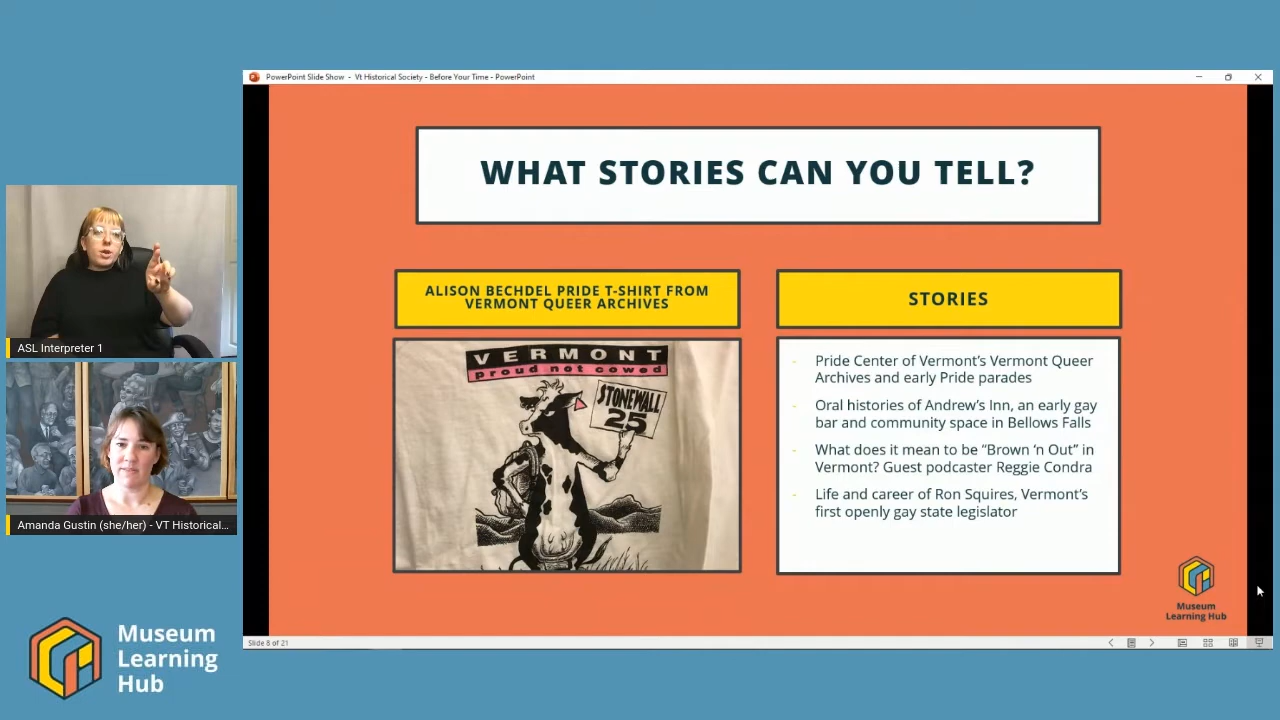 PowerPoint Slide Show - Vt Historical Society - Before Your Time - PowerPoint
WHAT STORIES CAN YOU TELL?
ALISON BECHDEL PRIDE T-SHIRT FROM
VERMONT QUEER ARCHIVES
VERMONT
proud not cowed
STONEWALL
25
STORIES
- Pride Center of Vermont's Vermont Queer
Archives and early Pride parades
- Oral histories of Andrew's Inn, an early gay
bar and community space in Bellows Falls
- What does it mean to be "Brown 'n Out" in
Vermont? Guest podcaster Reggie Condra
- Life and career of Ron Squires, Vermont's
first openly gay state legislator
Museum
Learning Hub
Slide 8 of 21
ASL Interpreter 1
Amanda Gustin (she/her) - VT Historical...
Museum
Learning
Hub